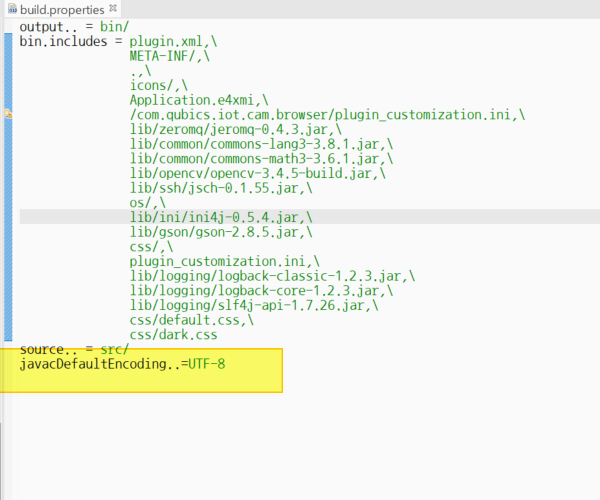 build.properties
output.. = bin/
bin.includes = plugin.xml,\
META-INF/,\
.,\
icons/,\
Application.e4xmi,\
/com.qubics.iot.cam.browser/plugin_customization.ini,\
lib/zeromq/jeromq-0.4.3.jar,\
lib/common/commons-lang3-3.8.1.jar,\
lib/common/commons-math3-3.6.1.jar,\
lib/opencv/opencv-3.4.5-build.jar,\
lib/ssh/jsch-0.1.55.jar,\
os/,\
lib/ini/ini4j-0.5.4.jar,\
lib/gson/gson-2.8.5.jar,\
css/,\
plugin_customization.ini,\
lib/logging/logback-classic-1.2.3.jar,\
lib/logging/logback-core-1.2.3.jar,\
lib/logging/slf4j-api-1.7.26.jar,\
css/default.css,\
css/dark.css
source.. = src/
javacDefaultEncoding..=UTF-8